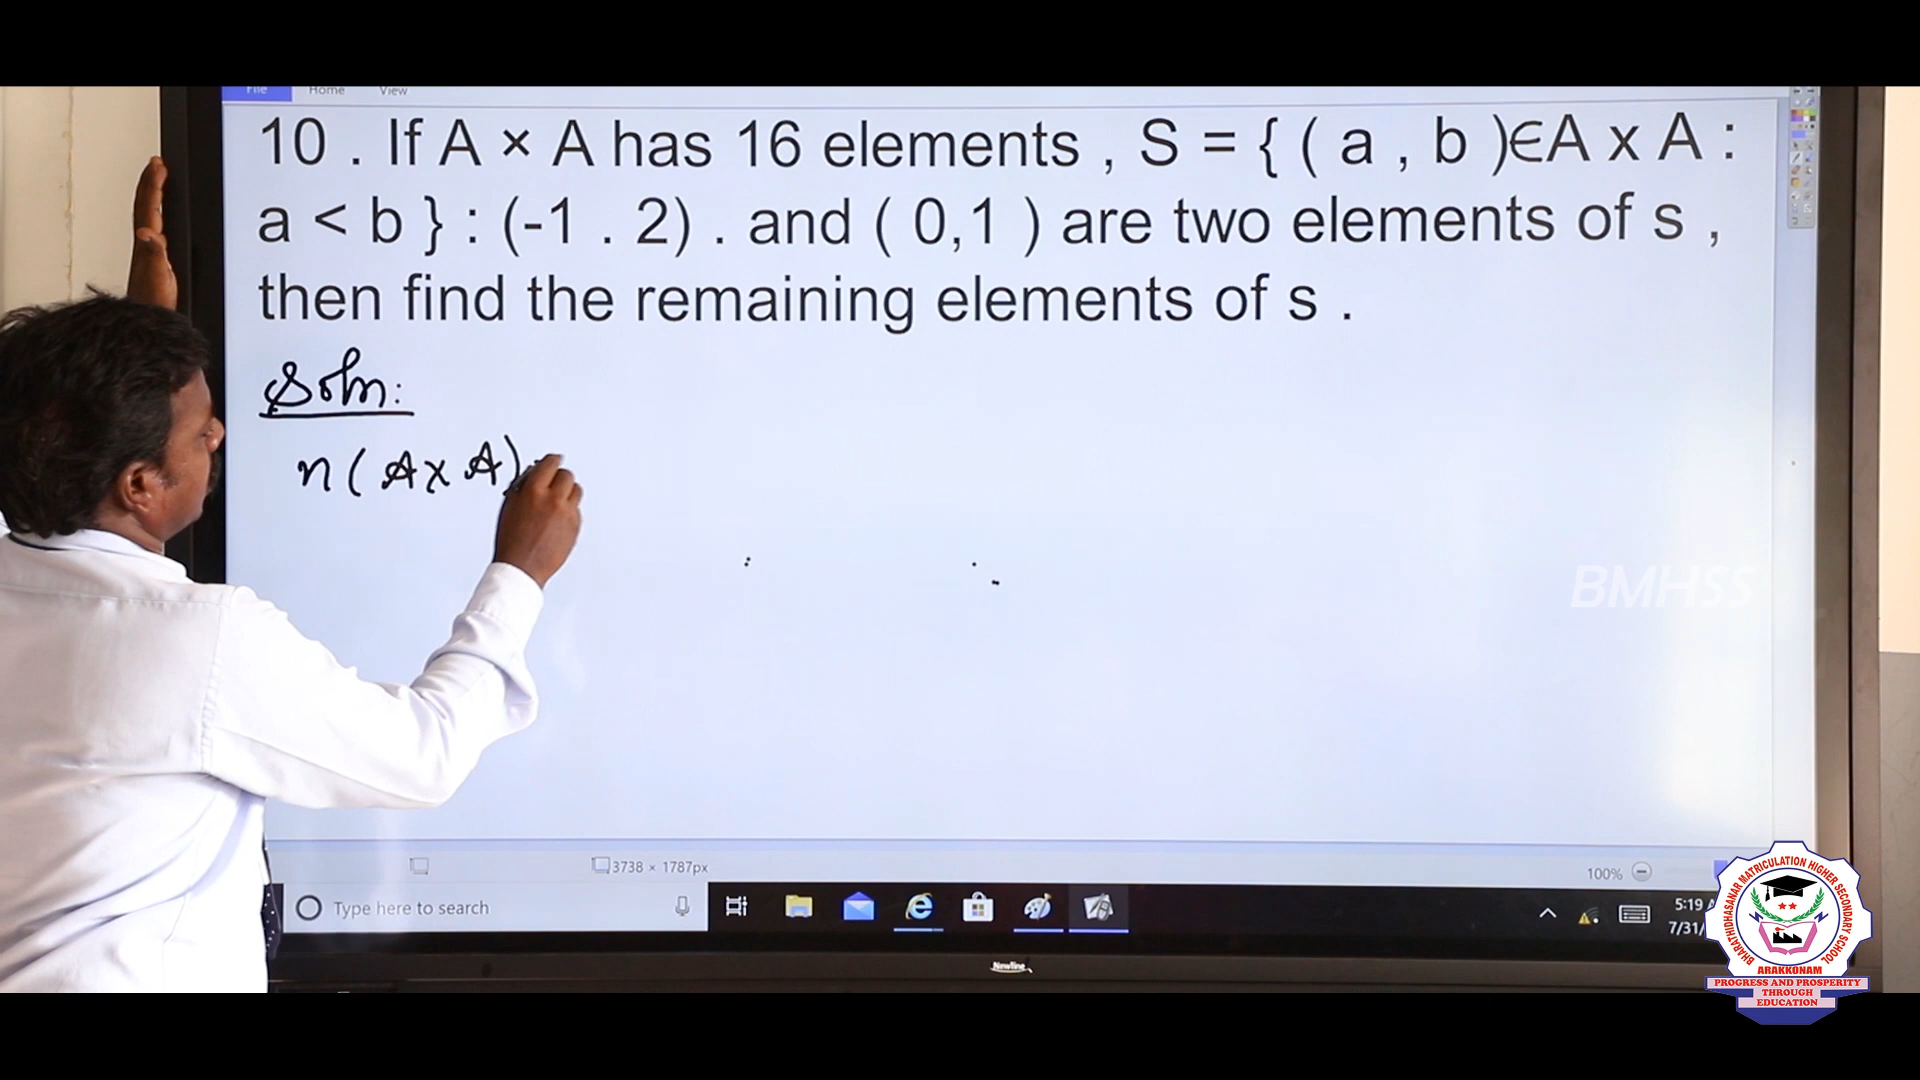 File Home View
10 . If A × A has 16 elements , S = { ( a , b )∈A x A :
a < b } : (-1 . 2) . and ( 0,1 ) are two elements of s ,
then find the remaining elements of s .
Soln:
n ( A x A )
BMHSS
3738 × 1787px
100%
Type here to search
5:19
7/31/
Newline
BHARATHIDHASANAR MATRICULATION HIGHER SECONDARY SCHOOL
ARAKKONAM
PROGRESS AND PROSPERITY
THROUGH
EDUCATION